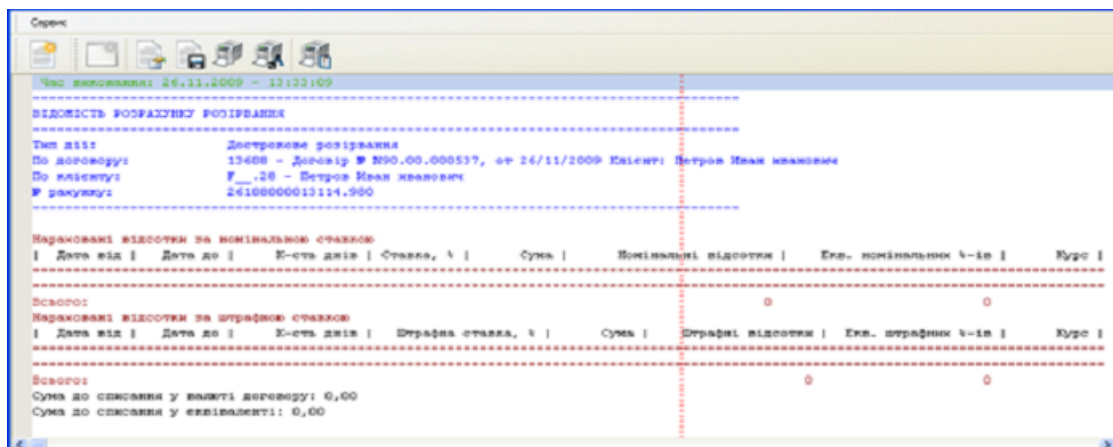 Сервис
Час виконання: 26.11.2009 - 13:33:09
ВІДОМІСТЬ РОЗРАХУНКУ РОЗІРВАННЯ
Тип дії: Дострокове розірвання
По договору: 13608 - Договір № N90.00.000537, от 26/11/2009 Клієнт: Петров Иван иванович
По клієнту: F__.28 - Петров Иван иванович
№ рахунку: 26108000013114.980
Нараховані відсотки за номінальною ставкою
| Дата від | Дата до | К-сть днів | Ставка, % | Сума | Номінальні відсотки | Екв. номінальних %-ів | Курс |
Всього: 0 0
Нараховані відсотки за штрафною ставкою
| Дата від | Дата до | К-сть днів | Штрафна ставка, % | Сума | Штрафні відсотки | Екв. штрафних %-ів | Курс |
Всього: 0 0
Сума до списання у валюті договору: 0,00
Сума до списання у еквіваленті: 0,00